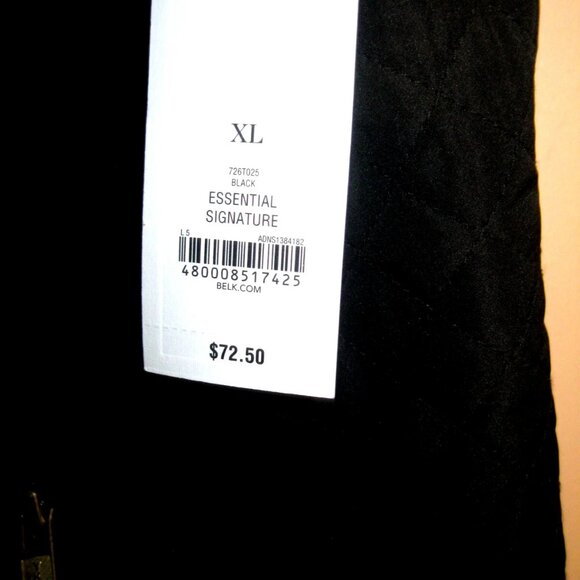 XL
726T025
BLACK
ESSENTIAL
SIGNATURE
L5 ADNS1384182
480008517425
BELK.COM
$72.50